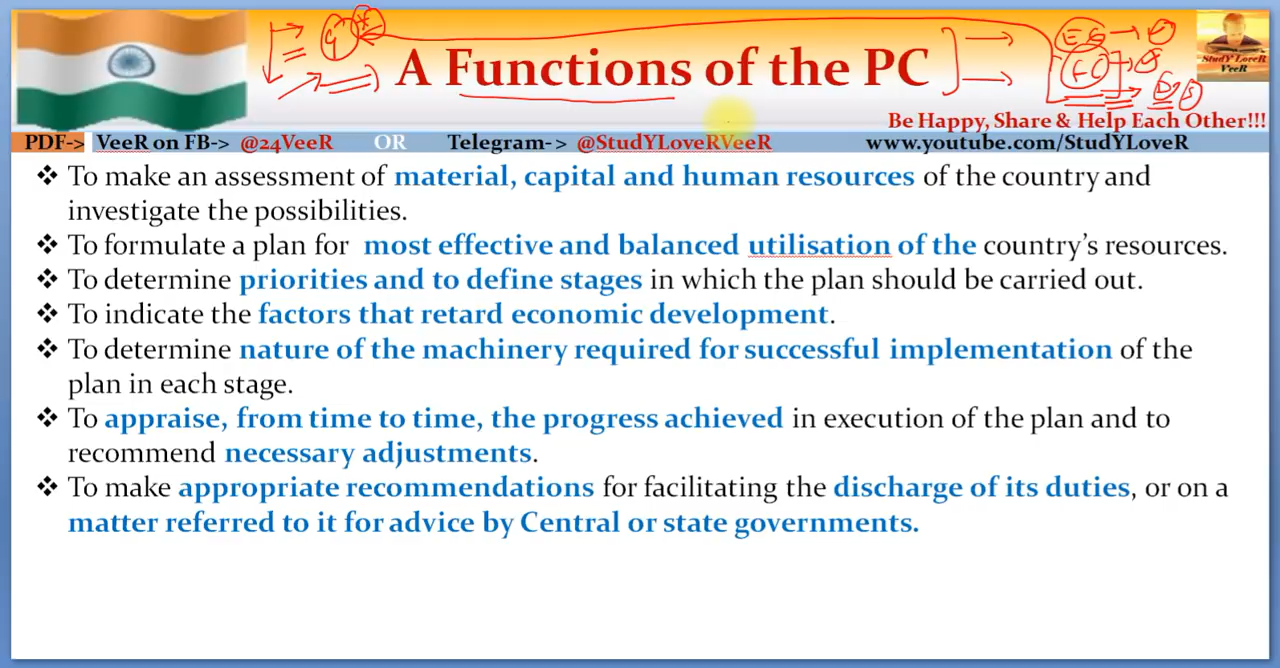 A Functions of the PC
StudY LoveR
VeeR
Be Happy, Share & Help Each Other!!!
PDF-> VeeR on FB-> @24VeeR OR Telegram-> @StudYLoveRVeeR www.youtube.com/StudYLoveR
❖ To make an assessment of material, capital and human resources of the country and
investigate the possibilities.
❖ To formulate a plan for most effective and balanced utilisation of the country's resources.
❖ To determine priorities and to define stages in which the plan should be carried out.
❖ To indicate the factors that retard economic development.
❖ To determine nature of the machinery required for successful implementation of the
plan in each stage.
❖ To appraise, from time to time, the progress achieved in execution of the plan and to
recommend necessary adjustments.
❖ To make appropriate recommendations for facilitating the discharge of its duties, or on a
matter referred to it for advice by Central or state governments.